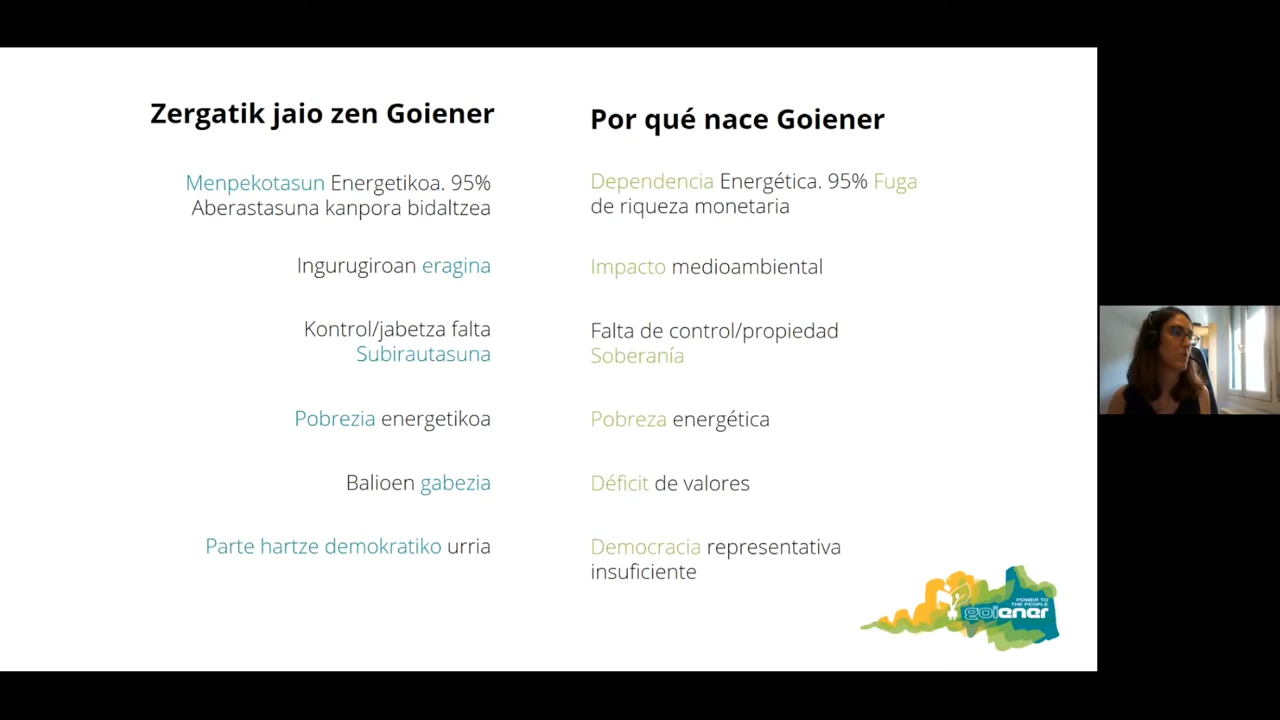 Zergatik jaio zen Goiener
Menpekotasun Energetikoa. 95%
Aberastasuna kanpora bidaltzea
Ingurugiroan eragina
Kontrol/jabetza falta
Subirautasuna
Pobrezia energetikoa
Balioen gabezia
Parte hartze demokratiko urria
Por qué nace Goiener
Dependencia Energética. 95% Fuga
de riqueza monetaria
Impacto medioambiental
Falta de control/propiedad
Soberanía
Pobreza energética
Déficit de valores
Democracia representativa
insuficiente
POWER TO
THE PEOPLE
goiener